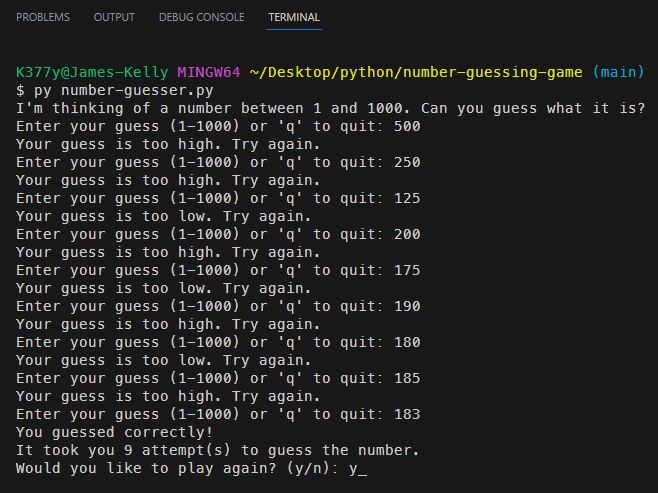 PROBLEMS OUTPUT DEBUG CONSOLE TERMINAL
K377y@James-Kelly MINGW64 ~/Desktop/python/number-guessing-game (main)
$ py number-guesser.py
I'm thinking of a number between 1 and 1000. Can you guess what it is?
Enter your guess (1-1000) or 'q' to quit: 500
Your guess is too high. Try again.
Enter your guess (1-1000) or 'q' to quit: 250
Your guess is too high. Try again.
Enter your guess (1-1000) or 'q' to quit: 125
Your guess is too low. Try again.
Enter your guess (1-1000) or 'q' to quit: 200
Your guess is too high. Try again.
Enter your guess (1-1000) or 'q' to quit: 175
Your guess is too low. Try again.
Enter your guess (1-1000) or 'q' to quit: 190
Your guess is too high. Try again.
Enter your guess (1-1000) or 'q' to quit: 180
Your guess is too low. Try again.
Enter your guess (1-1000) or 'q' to quit: 185
Your guess is too high. Try again.
Enter your guess (1-1000) or 'q' to quit: 183
You guessed correctly!
It took you 9 attempt(s) to guess the number.
Would you like to play again? (y/n): y_